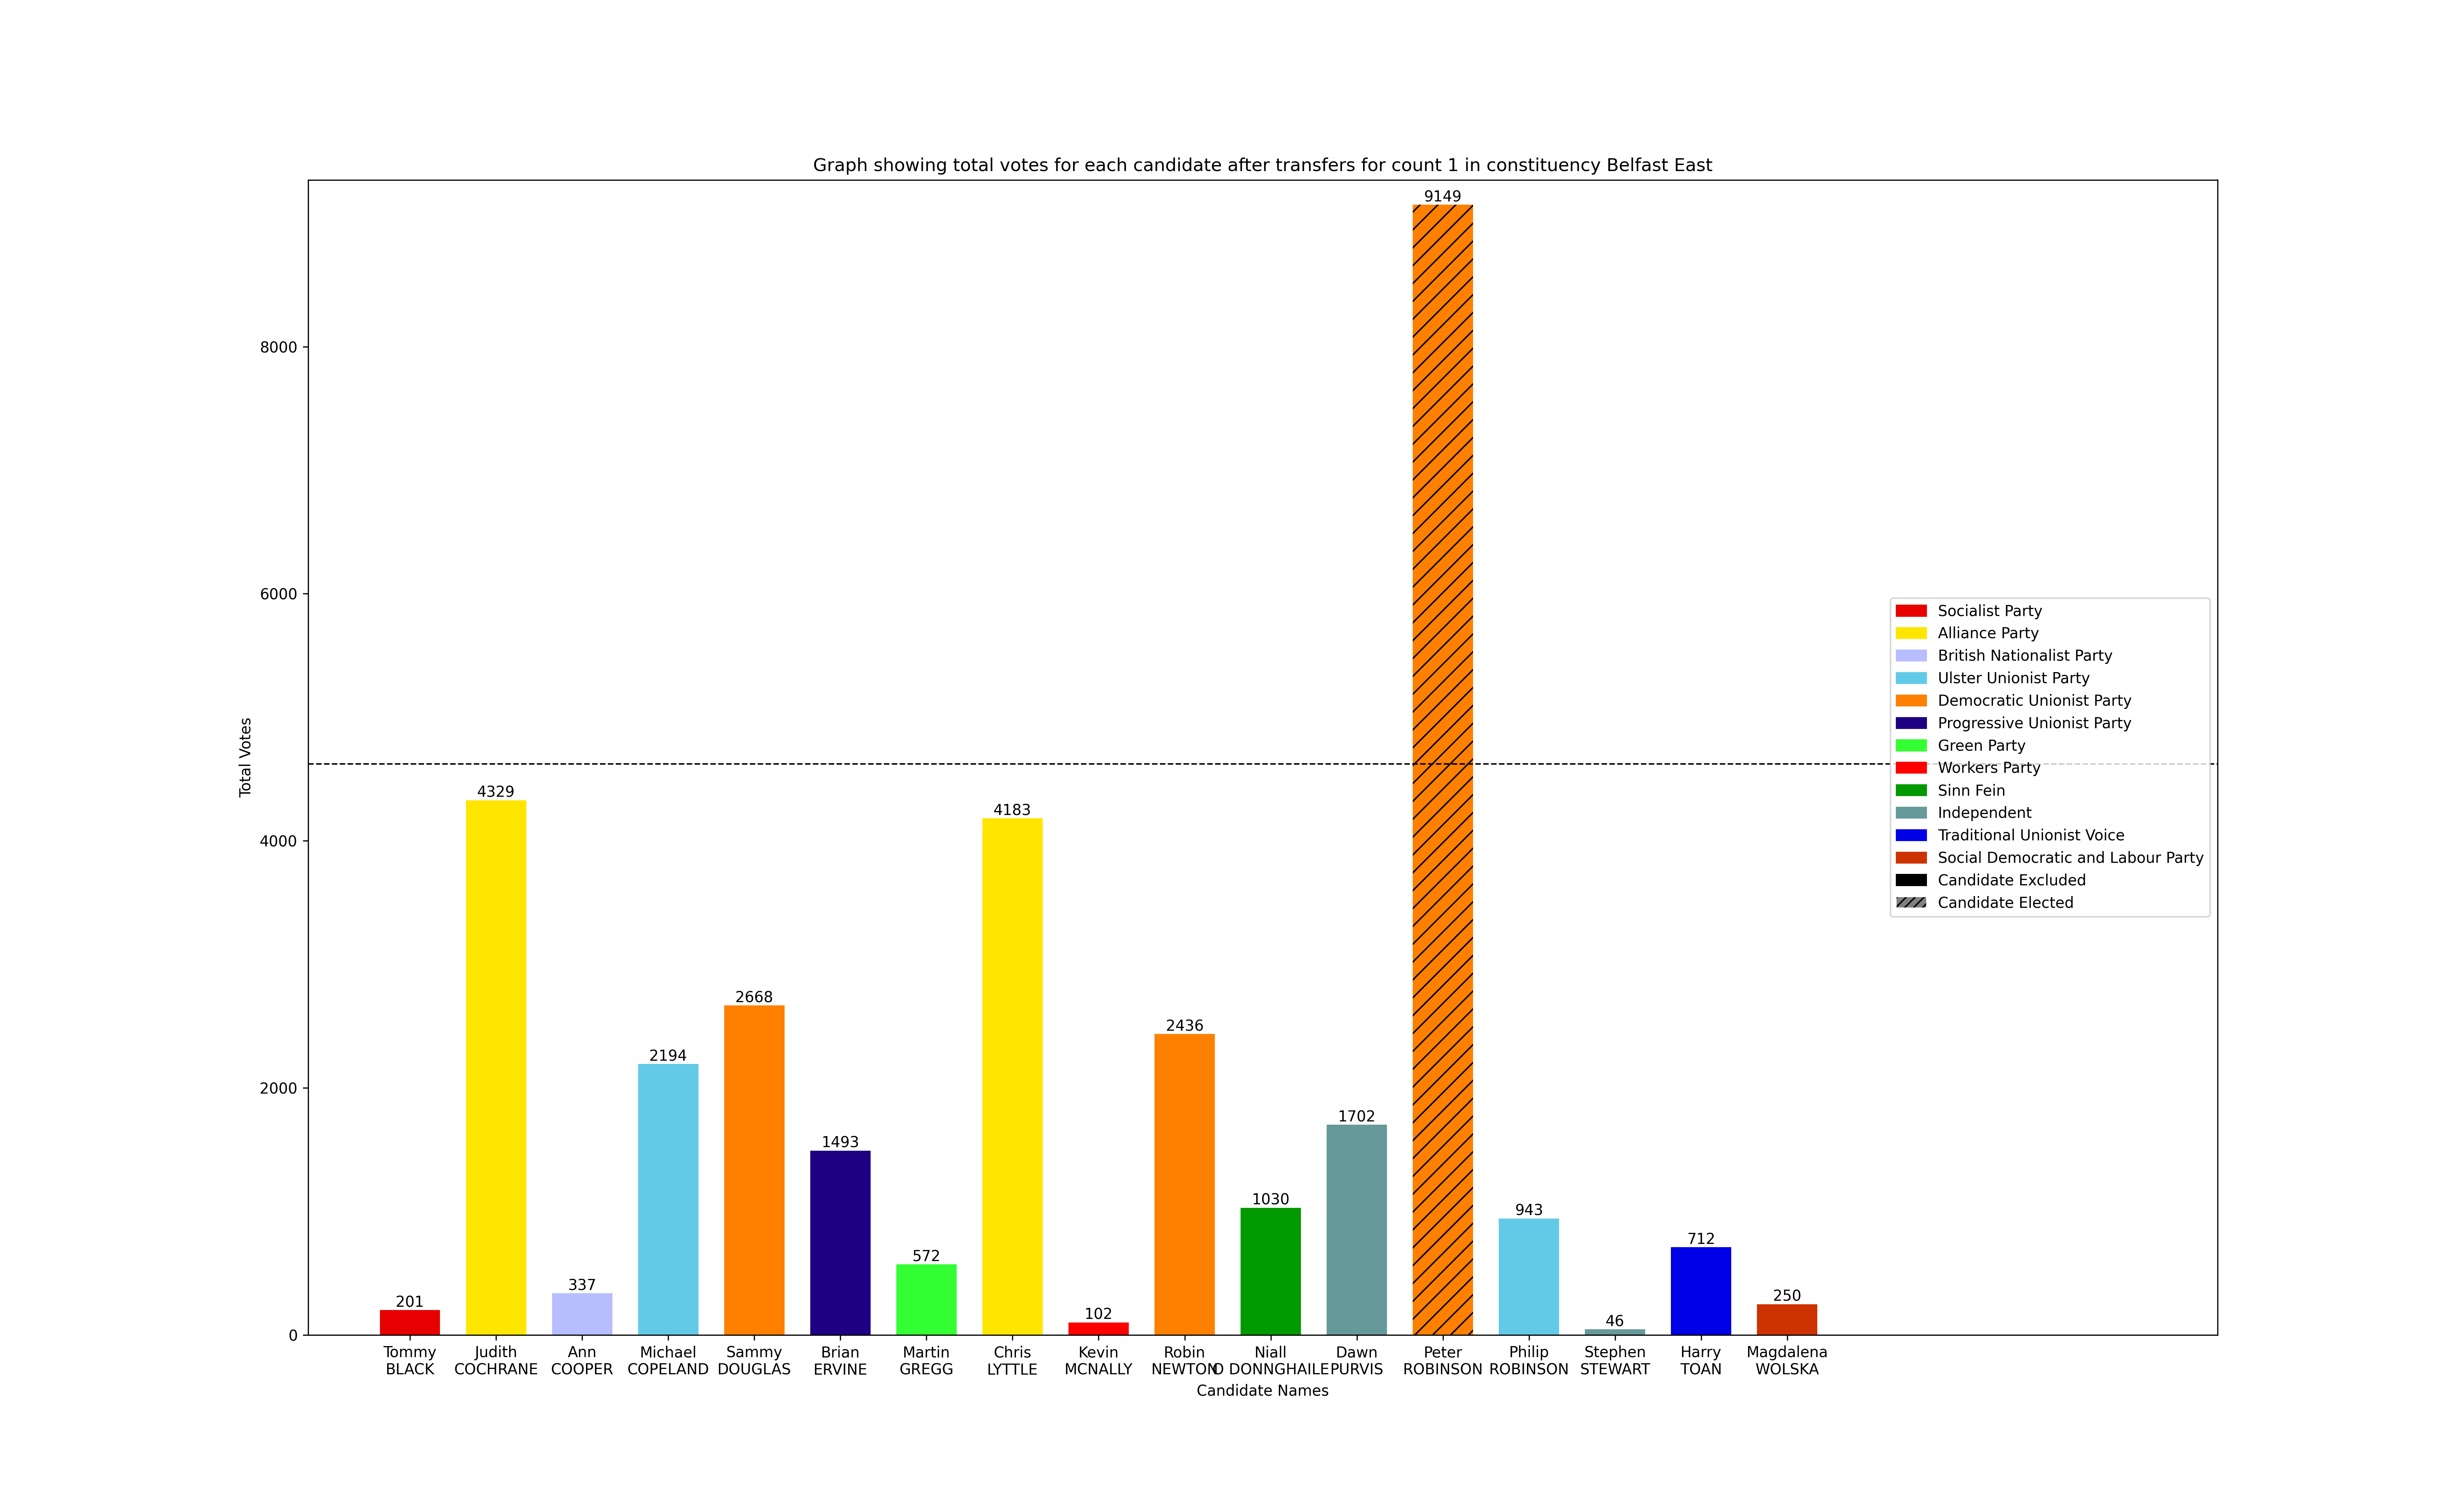 Graph showing total votes for each candidate after transfers for count 1 in constituency Belfast East
9149
8000
6000
4000
2000
0
Total Votes
201
4329
337
2194
2668
1493
572
4183
102
2436
1030
1702
943
46
712
250
Socialist Party
Alliance Party
British Nationalist Party
Ulster Unionist Party
Democratic Unionist Party
Progressive Unionist Party
Green Party
Workers Party
Sinn Fein
Independent
Traditional Unionist Voice
Social Democratic and Labour Party
Candidate Excluded
Candidate Elected
Tommy
BLACK
Judith
COCHRANE
Ann
COOPER
Michael
COPELAND
Sammy
DOUGLAS
Brian
ERVINE
Martin
GREGG
Chris
LYTTLE
Kevin
MCNALLY
Robin
NEWTON
Niall
O DONNGHAILE
Dawn
PURVIS
Peter
ROBINSON
Philip
ROBINSON
Stephen
STEWART
Harry
TOAN
Magdalena
WOLSKA
Candidate Names